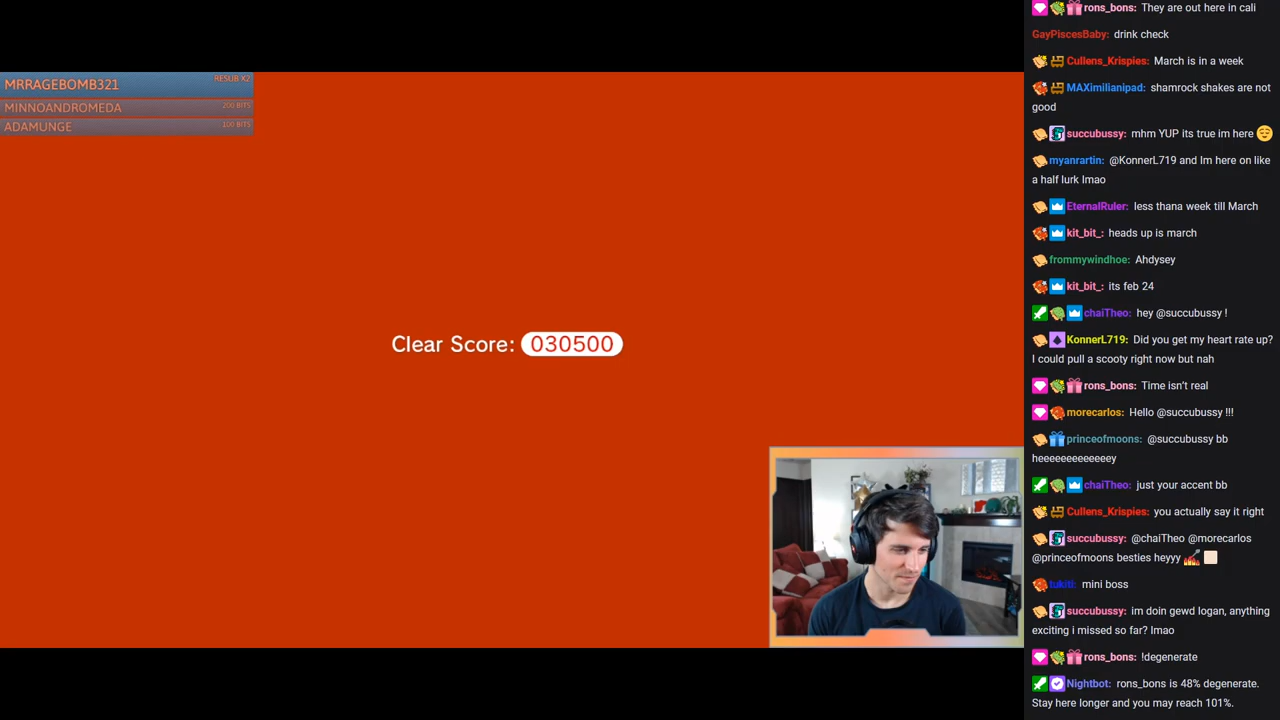 MRRAGEBOMB321 RESUB X2
MINNOANDROMEDA 200 BITS
ADAMUNGE 100 BITS
Clear Score: 030500
rons_bons: They are out here in cali
GayPiscesBaby: drink check
Cullens_Krispies: March is in a week
MAXimilianipad: shamrock shakes are not
good
succubussy: mhm YUP its true im here 😌
myanrartin: @KonnerL719 and Im here on like
a half lurk lmao
EternalRuler: less thana week till March
kit_bit_: heads up is march
frommywindhoe: Ahdysey
kit_bit_: its feb 24
chaiTheo: hey @succubussy !
KonnerL719: Did you get my heart rate up?
I could pull a scooty right now but nah
rons_bons: Time isn't real
morecarlos: Hello @succubussy !!!
princeofmoons: @succubussy bb
heeeeeeeeeeeeey
chaiTheo: just your accent bb
Cullens_Krispies: you actually say it right
succubussy: @chaiTheo @morecarlos
@princeofmoons besties heyyy 💅🏻
tukiti: mini boss
succubussy: im doin gewd logan, anything
exciting i missed so far? lmao
rons_bons: !degenerate
Nightbot: rons_bons is 48% degenerate.
Stay here longer and you may reach 101%.